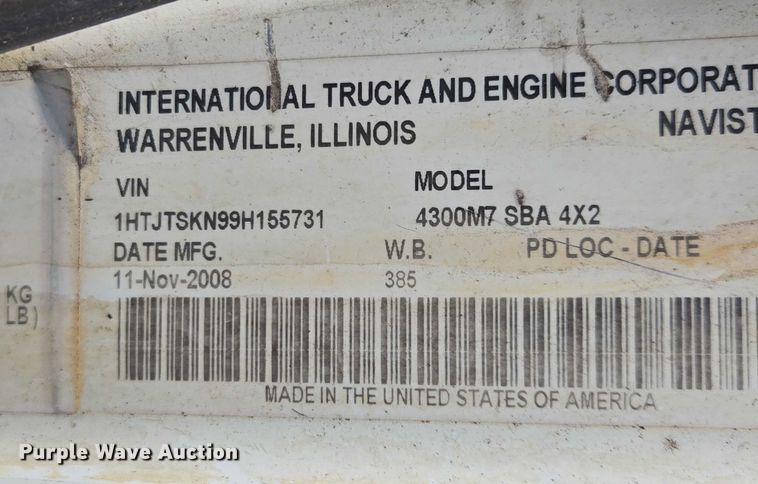 INTERNATIONAL TRUCK AND ENGINE CORPORAT
WARRENVILLE, ILLINOIS NAVIST
VIN MODEL
1HTJTSKN99H155731 4300M7 SBA 4X2
DATE MFG. W.B. PD LOC - DATE
11-Nov-2008 385
KG
LB)
MADE IN THE UNITED STATES OF AMERICA
Purple Wave Auction